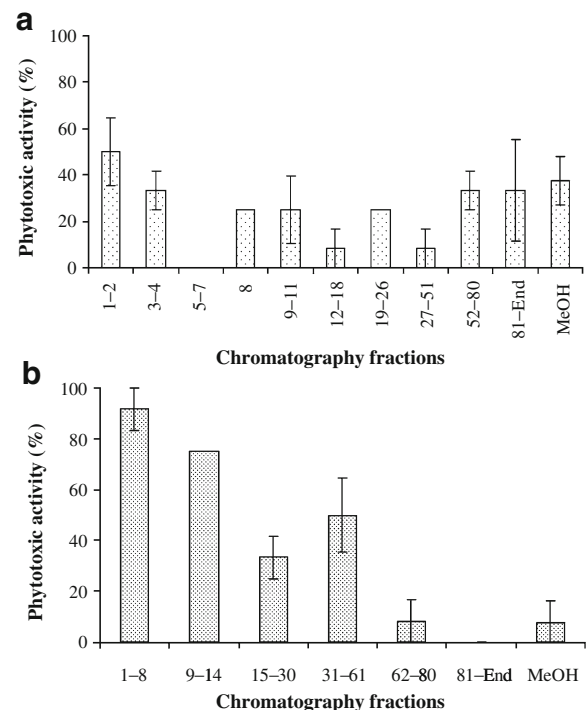 a
Phytotoxic activity (%)
100
80
60
40
20
0
1–2
3–4
5–7
8
9–11
12–18
19–26
27–51
52–80
81–End
MeOH
Chromatography fractions
b
Phytotoxic activity (%)
100
80
60
40
20
0
1–8
9–14
15–30
31–61
62–80
81–End
MeOH
Chromatography fractions